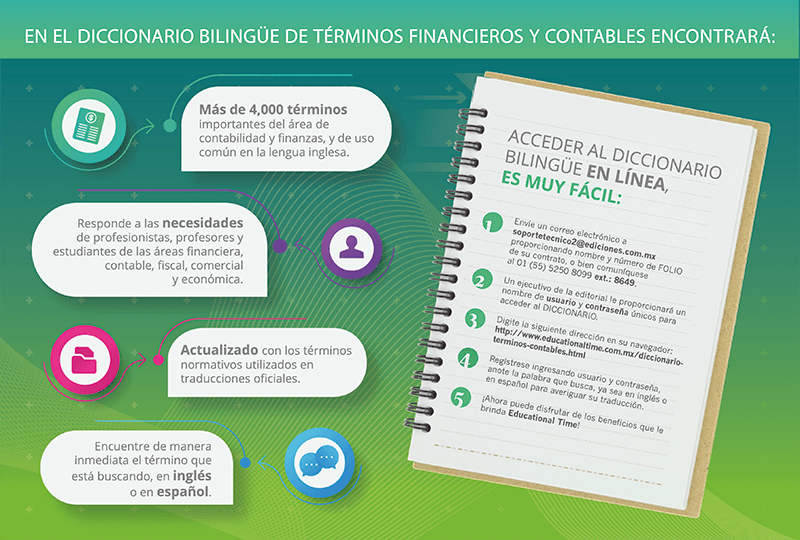 EN EL DICCIONARIO BILINGÜE DE TÉRMINOS FINANCIEROS Y CONTABLES ENCONTRARÁ:
Más de 4,000 términos
importantes del área de
contabilidad y finanzas, y de uso
común en la lengua inglesa.
Responde a las necesidades
de profesionistas, profesores y
estudiantes de las áreas financiera,
contable, fiscal, comercial
y económica.
Actualizado con los términos
normativos utilizados en
traducciones oficiales.
Encuentre de manera
inmediata el término que
está buscando, en inglés
o en español.
ACCEDER AL DICCIONARIO
BILINGÜE EN LÍNEA,
ES MUY FÁCIL:
1 Envíe un correo electrónico a
soportetecnico2@ediciones.com.mx
proporcionando nombre y número de FOLIO
de su contrato, o bien comuníquese
al 01 (55) 5250 8099 ext.: 8649.
2 Un ejecutivo de la editorial le proporcionará un
nombre de usuario y contraseña únicos para
acceder al DICCIONARIO.
3 Digite la siguiente dirección en su navegador:
http://www.educationaltime.com.mx/diccionario-
terminos-contables.html
4 Regístrese ingresando usuario y contraseña,
anote la palabra que busca, ya sea en inglés o
en español para averiguar su traducción.
5 ¡Ahora puede disfrutar de los beneficios que le
brinda Educational Time!